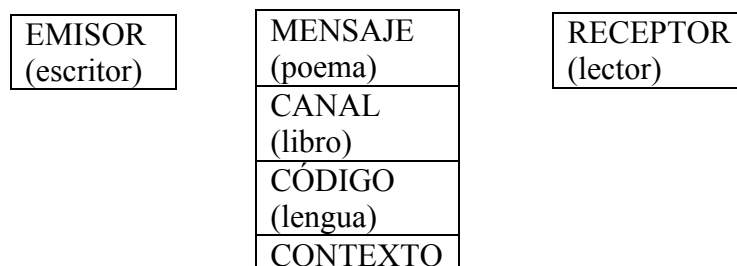 EMISOR
(escritor)
MENSAJE
(poema)
CANAL
(libro)
CÓDIGO
(lengua)
CONTEXTO
RECEPTOR
(lector)